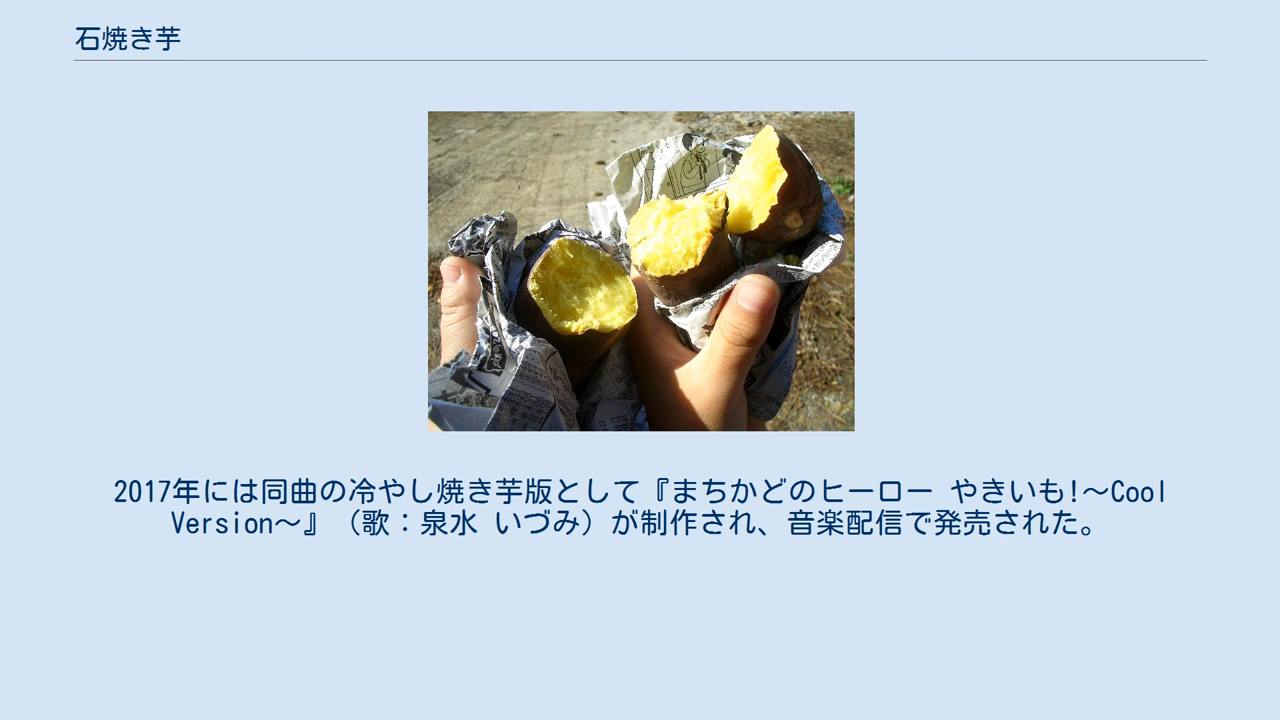 石焼き芋
2017年には同曲の冷やし焼き芋版として『まちかどのヒーロー やきいも!～Cool
Version～』（歌：泉水 いづみ）が制作され、音楽配信で発売された。